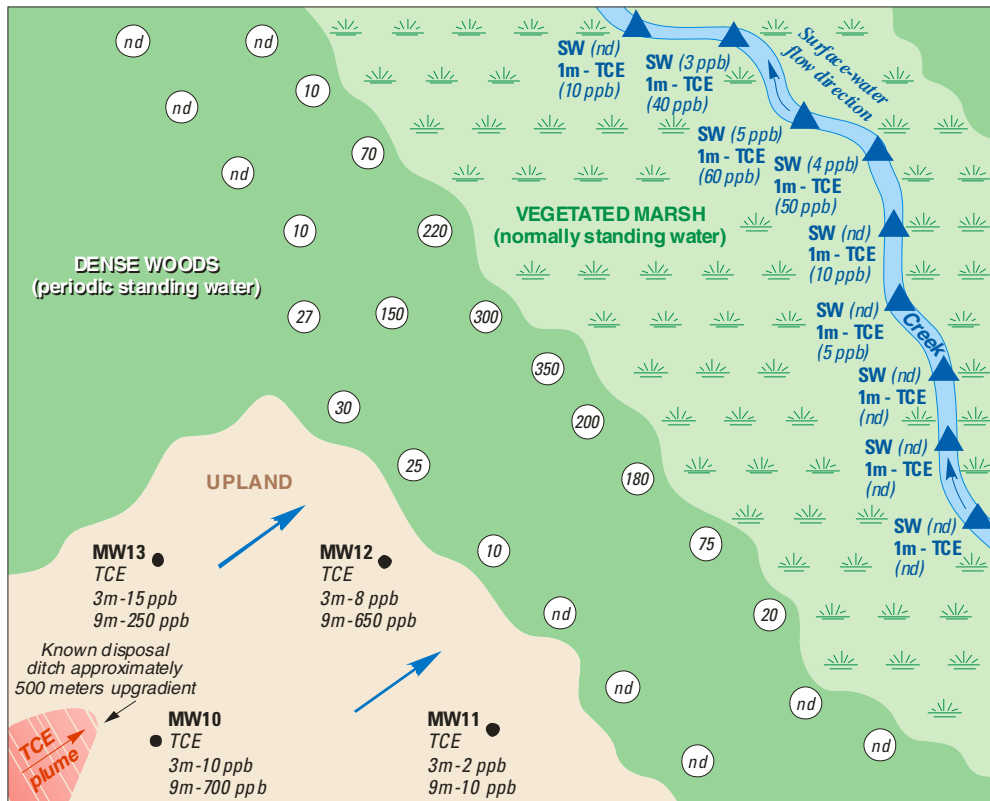 nd
nd
SW (nd)
1m - TCE
(10 ppb)
SW (3 ppb)
1m - TCE
(40 ppb)
Surface-water
flow direction
10
nd
70
SW (5 ppb)
1m - TCE
(60 ppb)
SW (4 ppb)
1m - TCE
(50 ppb)
nd
VEGETATED MARSH
(normally standing water)
10
220
SW (nd)
1m - TCE
(10 ppb)
DENSE WOODS
(periodic standing water)
27
150
300
SW (nd)
1m - TCE
(5 ppb)
Creek
350
SW (nd)
1m - TCE
(nd)
30
200
SW (nd)
1m - TCE
(nd)
25
180
UPLAND
SW (nd)
1m - TCE
(nd)
10
75
MW13
TCE
3m-15 ppb
9m-250 ppb
MW12
TCE
3m-8 ppb
9m-650 ppb
nd
20
Known disposal
ditch approximately
500 meters upgradient
nd
nd
TCE
plume
MW10
TCE
3m-10 ppb
9m-700 ppb
MW11
TCE
3m-2 ppb
9m-10 ppb
nd
nd